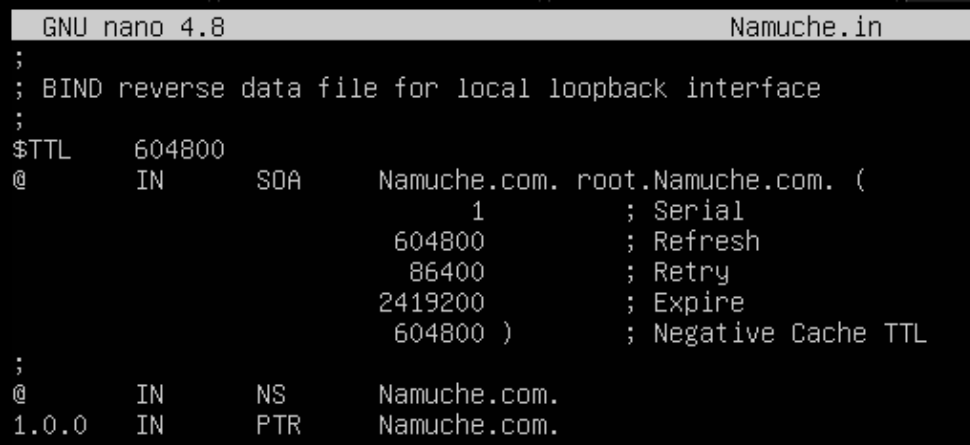 GNU nano 4.8 Namuche.in
;
; BIND reverse data file for local loopback interface
;
$TTL 604800
@ IN SOA Namuche.com. root.Namuche.com. (
1 ; Serial
604800 ; Refresh
86400 ; Retry
2419200 ; Expire
604800 ) ; Negative Cache TTL
;
@ IN NS Namuche.com.
1.0.0 IN PTR Namuche.com.